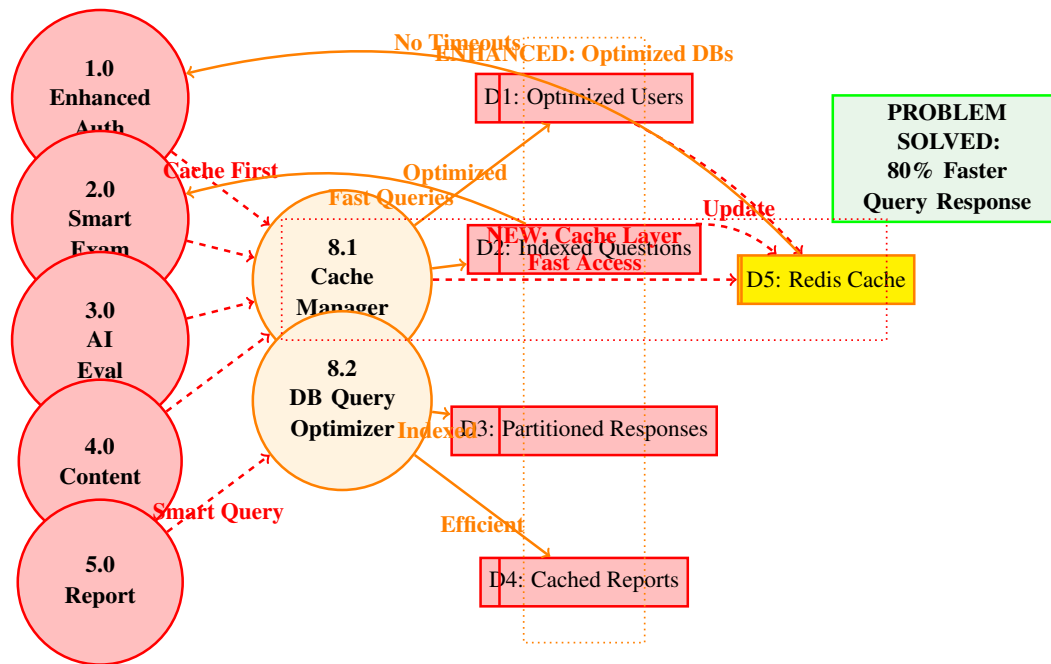 1.0
Enhanced
Auth
2.0
Smart
Exam
3.0
AI
Eval
4.0
Content
5.0
Report
8.1
Cache
Manager
8.2
DB Query
Optimizer
D1: Optimized Users
D2: Indexed Questions
D3: Partitioned Responses
D4: Cached Reports
D5: Redis Cache
Cache First
Smart Query
Fast Queries
Optimized
Indexed
Efficient
No Timeouts
Update
Fast Access
NEW: Cache Layer
ENHANCED: Optimized DBs
PROBLEM
SOLVED:
80% Faster
Query Response